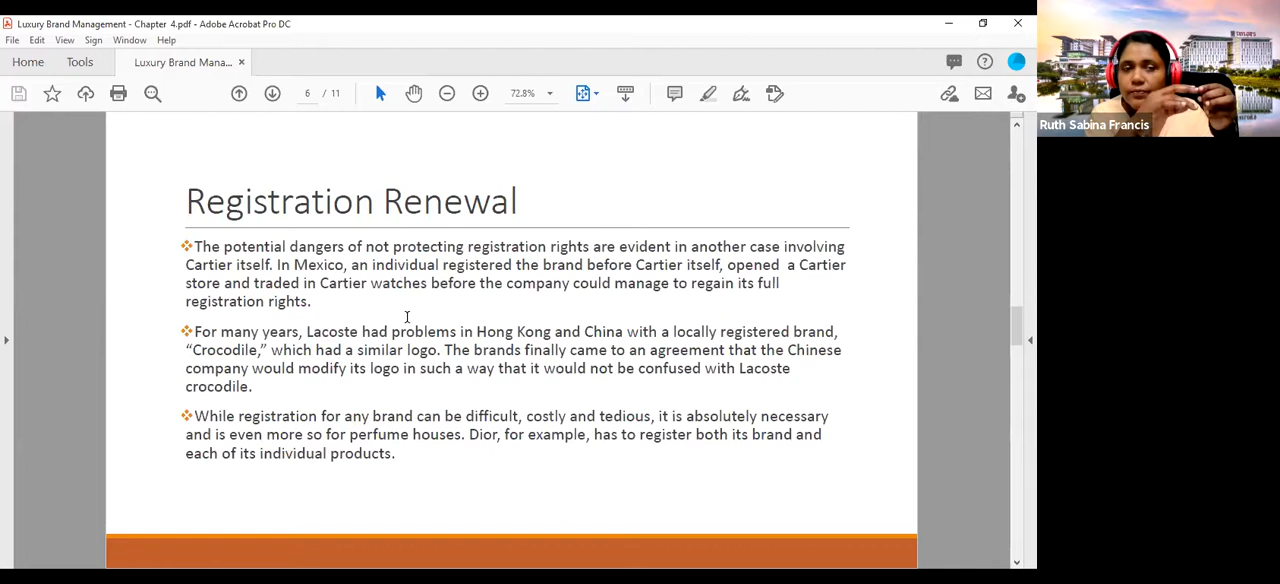 Luxury Brand Management - Chapter 4.pdf - Adobe Acrobat Pro DC
File Edit View Sign Window Help
Home Tools Luxury Brand Mana... ×
6 / 11 72.8%
Ruth Sabina Francis
Registration Renewal
❖The potential dangers of not protecting registration rights are evident in another case involving
Cartier itself. In Mexico, an individual registered the brand before Cartier itself, opened a Cartier
store and traded in Cartier watches before the company could manage to regain its full
registration rights.
❖For many years, Lacoste had problems in Hong Kong and China with a locally registered brand,
“Crocodile,” which had a similar logo. The brands finally came to an agreement that the Chinese
company would modify its logo in such a way that it would not be confused with Lacoste
crocodile.
❖While registration for any brand can be difficult, costly and tedious, it is absolutely necessary
and is even more so for perfume houses. Dior, for example, has to register both its brand and
each of its individual products.